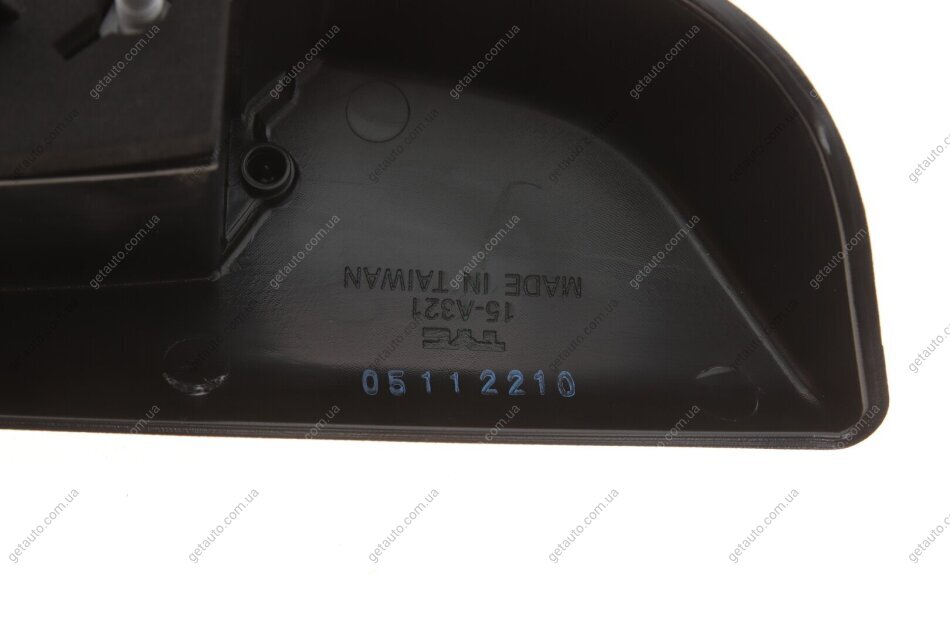 TYC
15-A321
MADE IN TAIWAN
05112210
getauto.com.ua